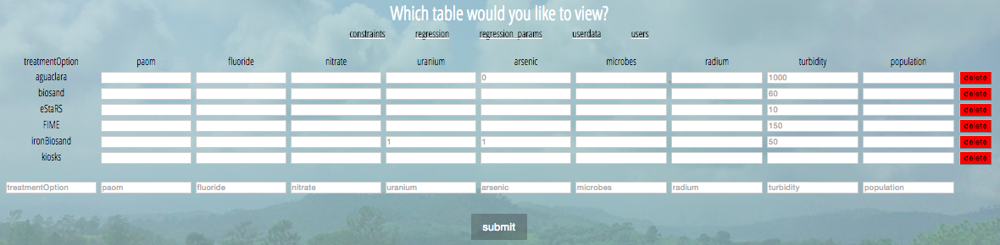 Which table would you like to view?
constraints regression regression_params userdata users
treatmentOption paom fluoride nitrate uranium arsenic microbes radium turbidity population
aguaclara 0 1000 delete
biosand 60 delete
eStaRS 10 delete
FIME 150 delete
ironBiosand 1 1 50 delete
kiosks delete
treatmentOption paom fluoride nitrate uranium arsenic microbes radium turbidity population
submit